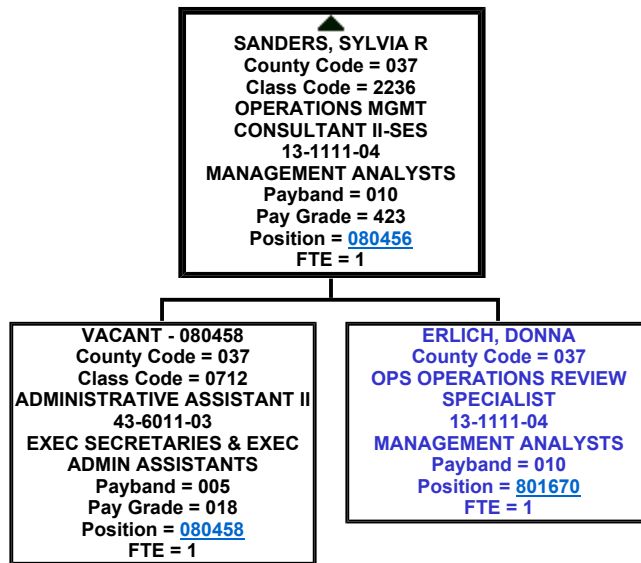 SANDERS, SYLVIA R
County Code = 037
Class Code = 2236
OPERATIONS MGMT
CONSULTANT II-SES
13-1111-04
MANAGEMENT ANALYSTS
Payband = 010
Pay Grade = 423
Position = 080456
FTE = 1
VACANT - 080458
County Code = 037
Class Code = 0712
ADMINISTRATIVE ASSISTANT II
43-6011-03
EXEC SECRETARIES & EXEC
ADMIN ASSISTANTS
Payband = 005
Pay Grade = 018
Position = 080458
FTE = 1
ERLICH, DONNA
County Code = 037
OPS OPERATIONS REVIEW
SPECIALIST
13-1111-04
MANAGEMENT ANALYSTS
Payband = 010
Position = 801670
FTE = 1